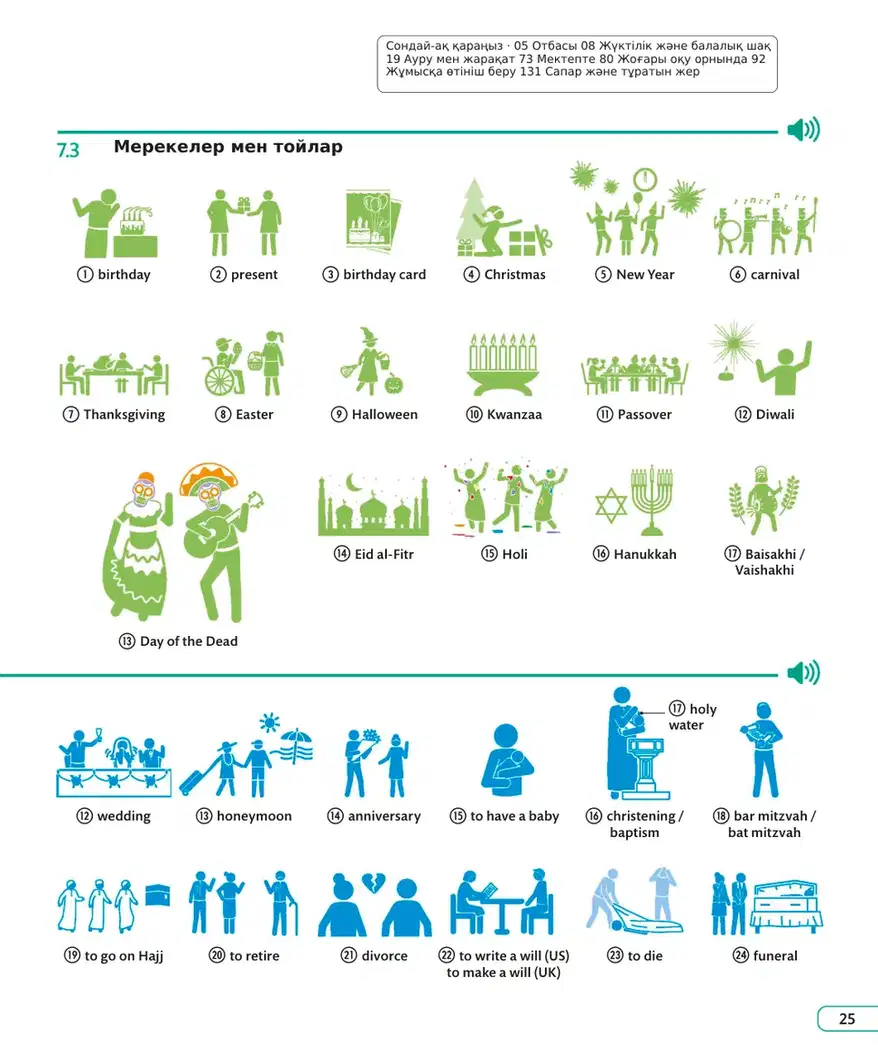 Сондай-ақ қараңыз · 05 Отбасы 08 Жүктілік және балалық шақ
19 Ауру мен жарақат 73 Мектепте 80 Жоғары оқу орнында 92
Жұмысқа өтініш беру 131 Сапар және тұратын жер
7.3 Мерекелер мен тойлар
① birthday
② present
③ birthday card
④ Christmas
⑤ New Year
⑥ carnival
⑦ Thanksgiving
⑧ Easter
⑨ Halloween
⑩ Kwanzaa
⑪ Passover
⑫ Diwali
⑬ Day of the Dead
⑭ Eid al-Fitr
⑮ Holi
⑯ Hanukkah
⑰ Baisakhi /
Vaishakhi
⑫ wedding
⑬ honeymoon
⑭ anniversary
⑮ to have a baby
⑯ christening /
baptism
⑰ holy
water
⑱ bar mitzvah /
bat mitzvah
⑲ to go on Hajj
⑳ to retire
㉑ divorce
㉒ to write a will (US)
to make a will (UK)
㉓ to die
㉔ funeral
25